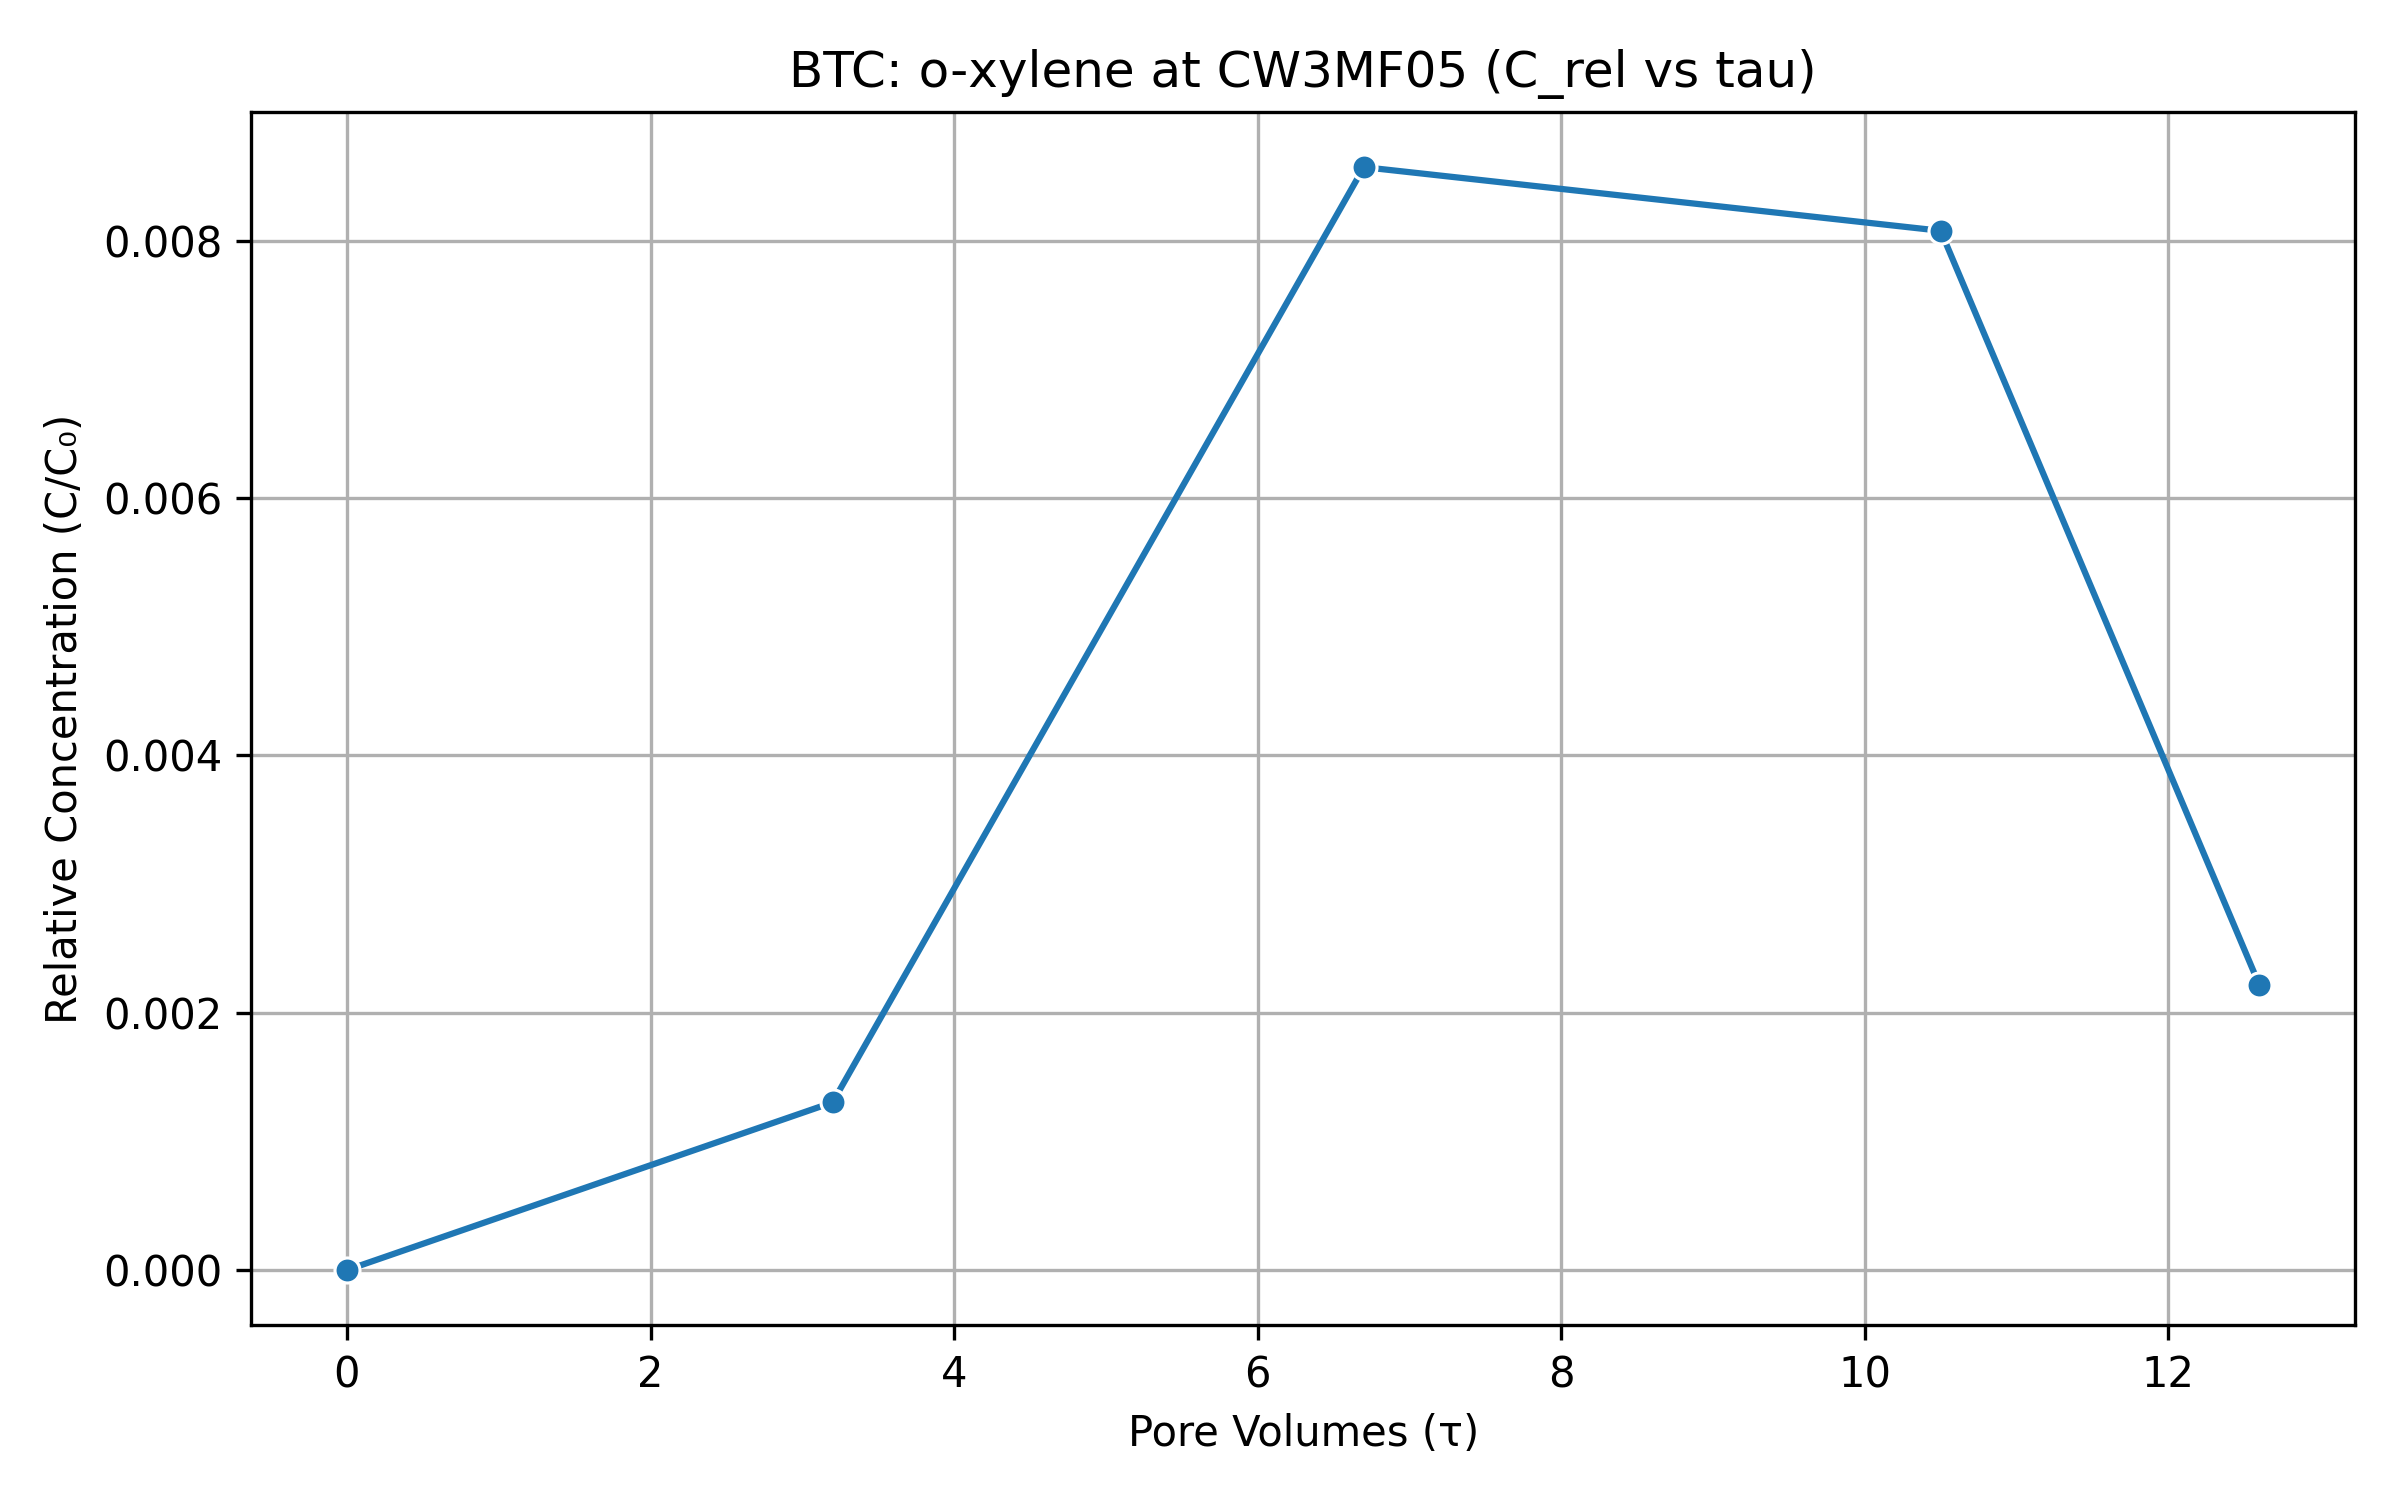 BTC: o-xylene at CW3MF05 (C_rel vs tau)
Relative Concentration (C/C₀)
0.008
0.006
0.004
0.002
0.000
0 2 4 6 8 10 12
Pore Volumes (τ)